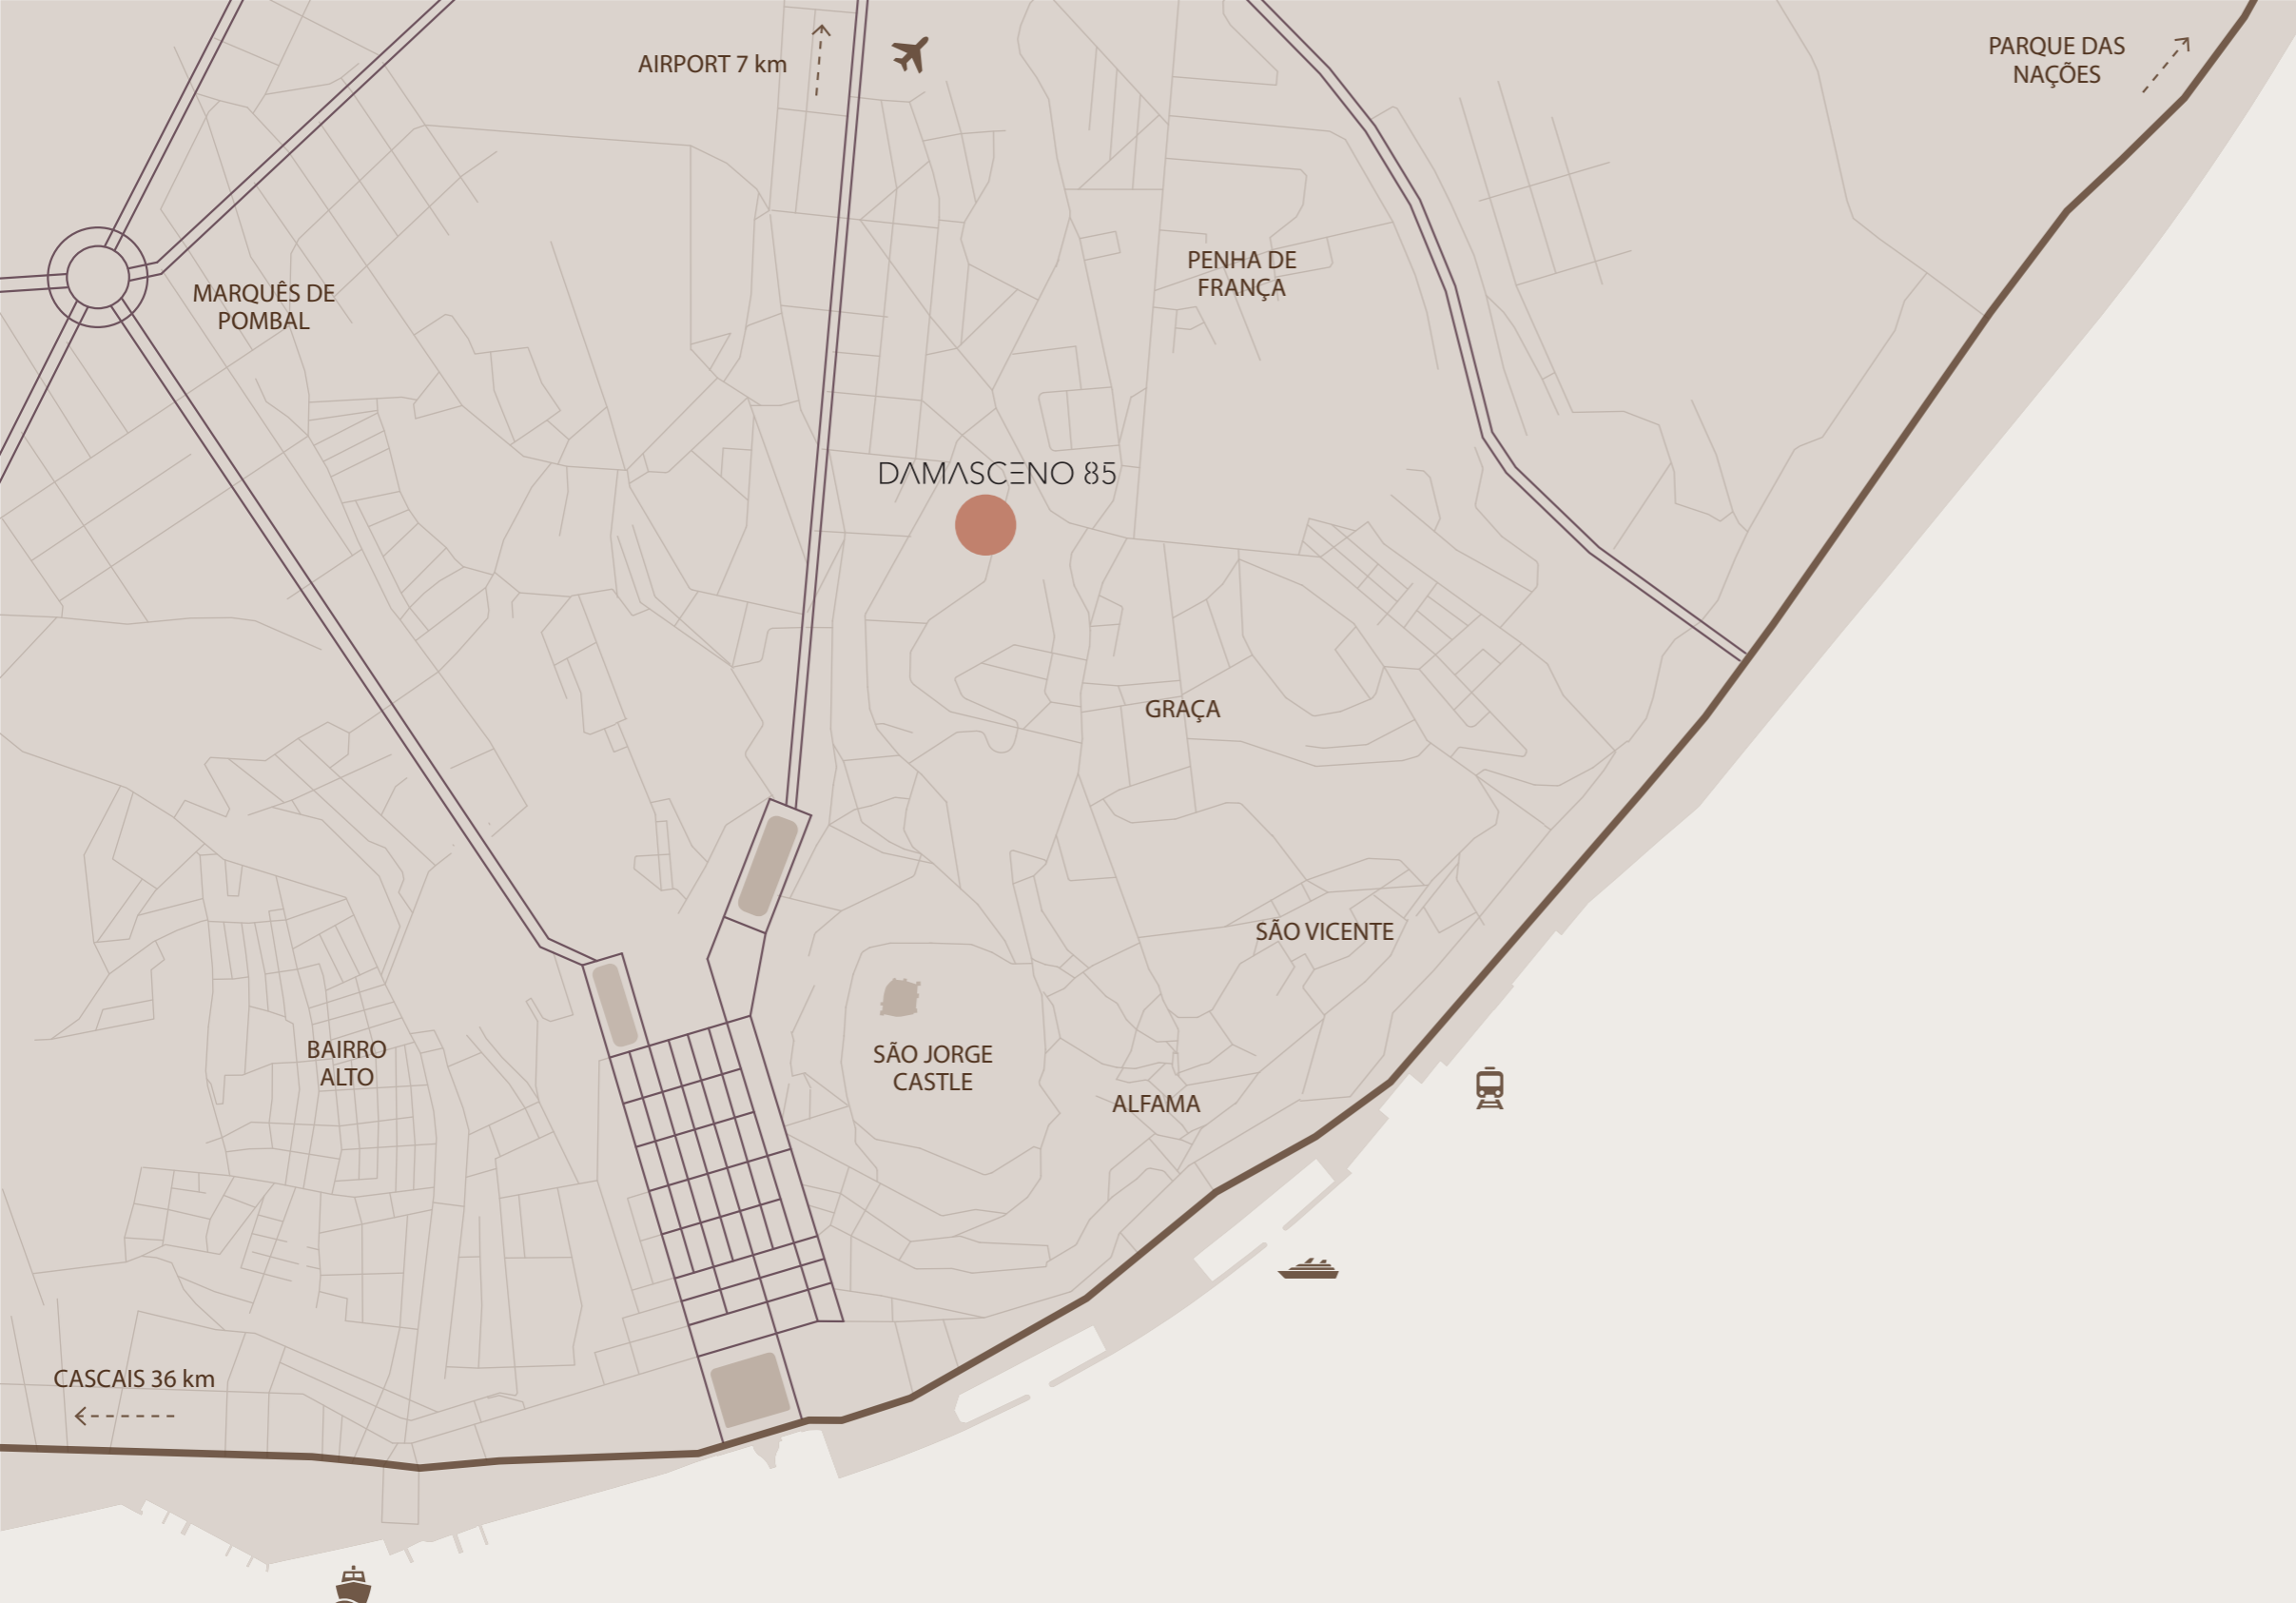 AIRPORT 7 km
PARQUE DAS
NAÇÕES
PENHA DE
FRANÇA
MARQUÊS DE
POMBAL
DAMASCENO 85
GRAÇA
SÃO VICENTE
BAIRRO
ALTO
SÃO JORGE
CASTLE
ALFAMA
CASCAIS 36 km